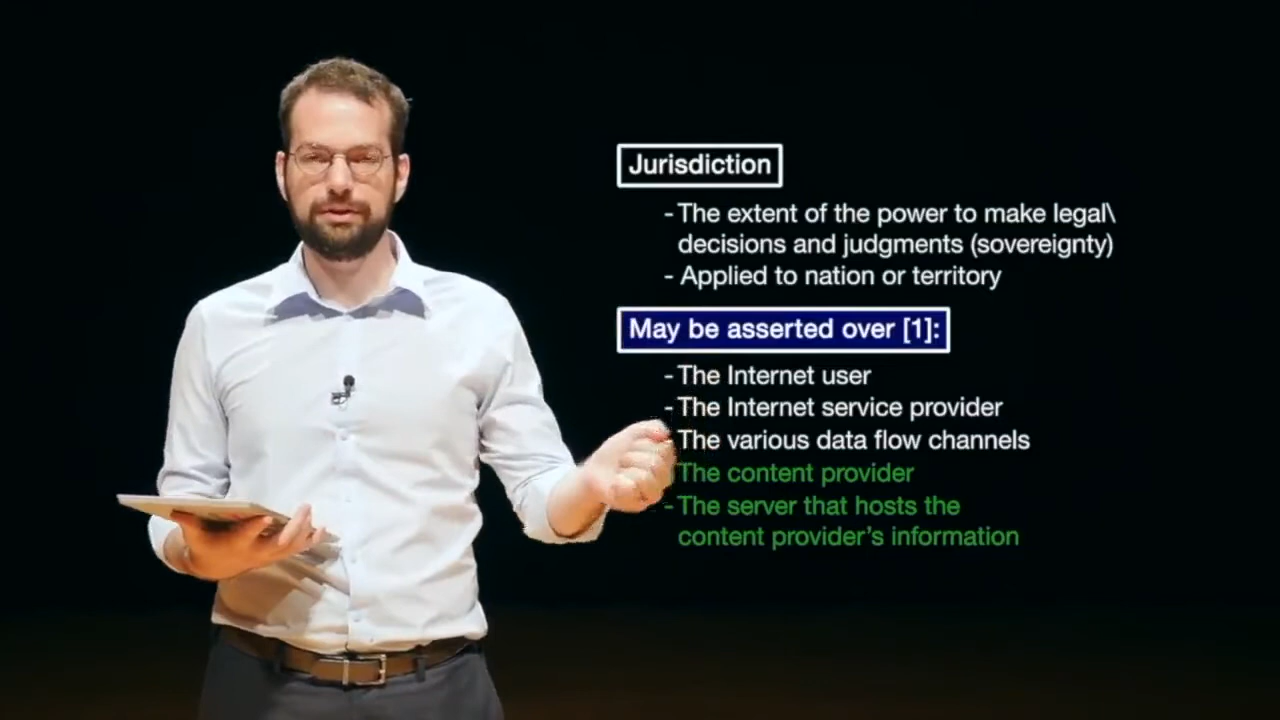 Jurisdiction
- The extent of the power to make legal\
decisions and judgments (sovereignty)
- Applied to nation or territory
May be asserted over [1]:
- The Internet user
- The Internet service provider
The various data flow channels
The content provider
- The server that hosts the
content provider's information